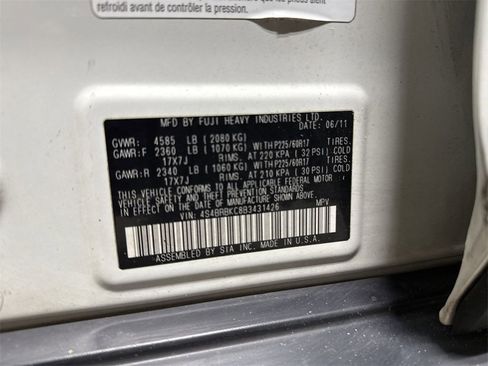 refroidi avant de contrôler la pression.
MFD BY FUJI HEAVY INDUSTRIES LTD.
DATE: 06/11
GVWR: 4585 LB (2080 KG)
GAWR:F 2360 LB (1070 KG) WITH P225/60R17 TIRES,
17X7J RIMS, AT 220 KPA (32 PSI) COLD
GAWR:R 2340 LB (1060 KG) WITH P225/60R17 TIRES,
17X7J RIMS, AT 210 KPA (30 PSI) COLD
THIS VEHICLE CONFORMS TO ALL APPLICABLE FEDERAL MOTOR
VEHICLE SAFETY STANDARDS IN
EFFECT ON THE DATE OF MANUFACTURE SHOWN ABOVE.
VIN: 4S4BRBKC8B3431426 MPV
ASSEMBLED BY SIA INC. MADE IN U.S.A.